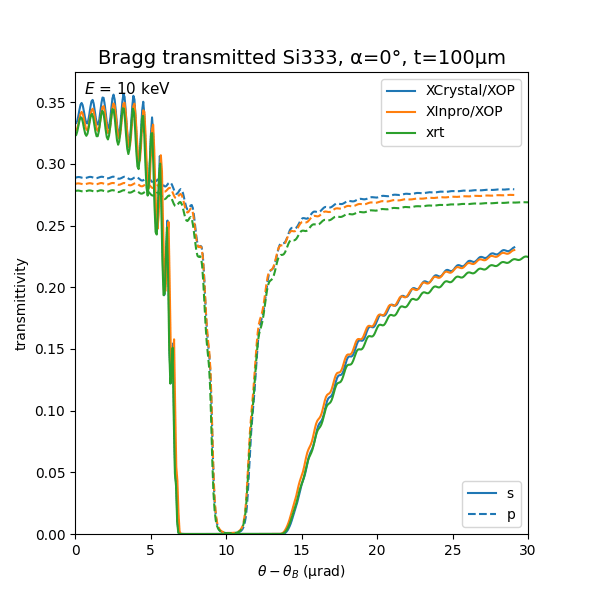 Bragg transmitted Si333, α=0°, t=100μm
E = 10 keV
XCrystal/XOP
XInpro/XOP
xrt
transmittivity
0.35
0.30
0.25
0.20
0.15
0.10
0.05
0.00
s
p
0 5 10 15 20 25 30
θ − θ_B (μrad)